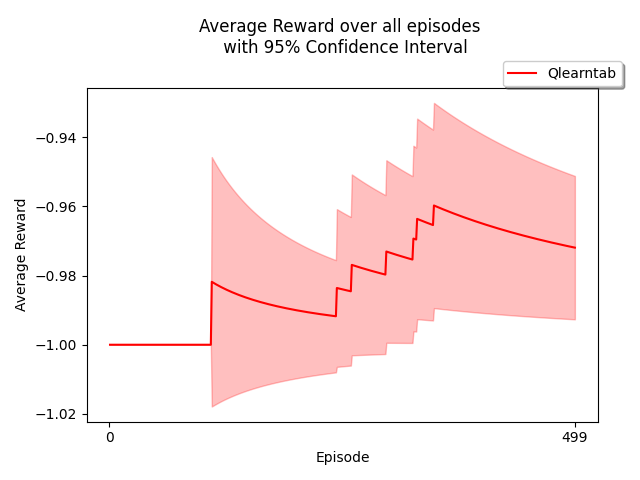 Average Reward over all episodes
with 95% Confidence Interval
Qlearntab
−0.94
−0.96
−0.98
−1.00
−1.02
Average Reward
0
499
Episode